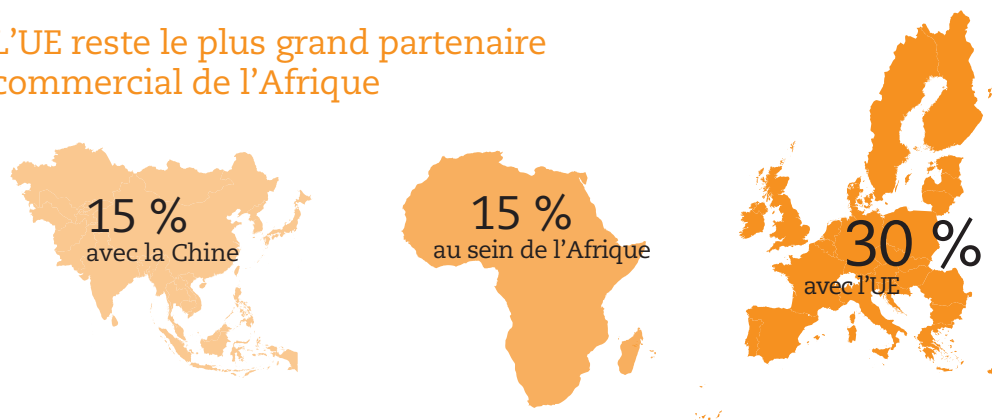 L’UE reste le plus grand partenaire
commercial de l’Afrique
15 %
avec la Chine
15 %
au sein de l’Afrique
30 %
avec l’UE